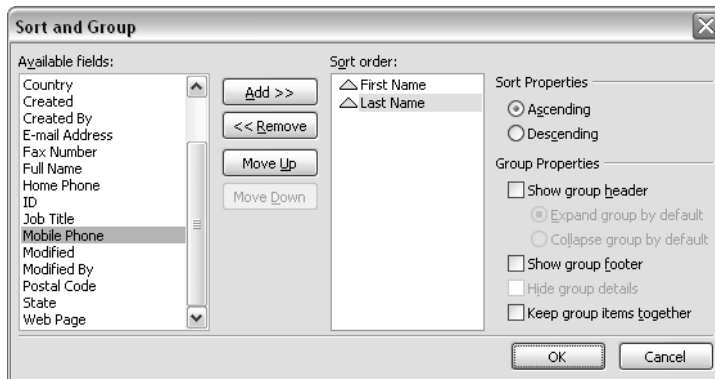 Sort and Group
Available fields:
Country
Created
Created By
E-mail Address
Fax Number
Full Name
Home Phone
ID
Job Title
Mobile Phone
Modified
Modified By
Postal Code
State
Web Page
Add >>
<< Remove
Move Up
Move Down
Sort order:
First Name
Last Name
Sort Properties
Ascending
Descending
Group Properties
Show group header
Expand group by default
Collapse group by default
Show group footer
Hide group details
Keep group items together
OK
Cancel